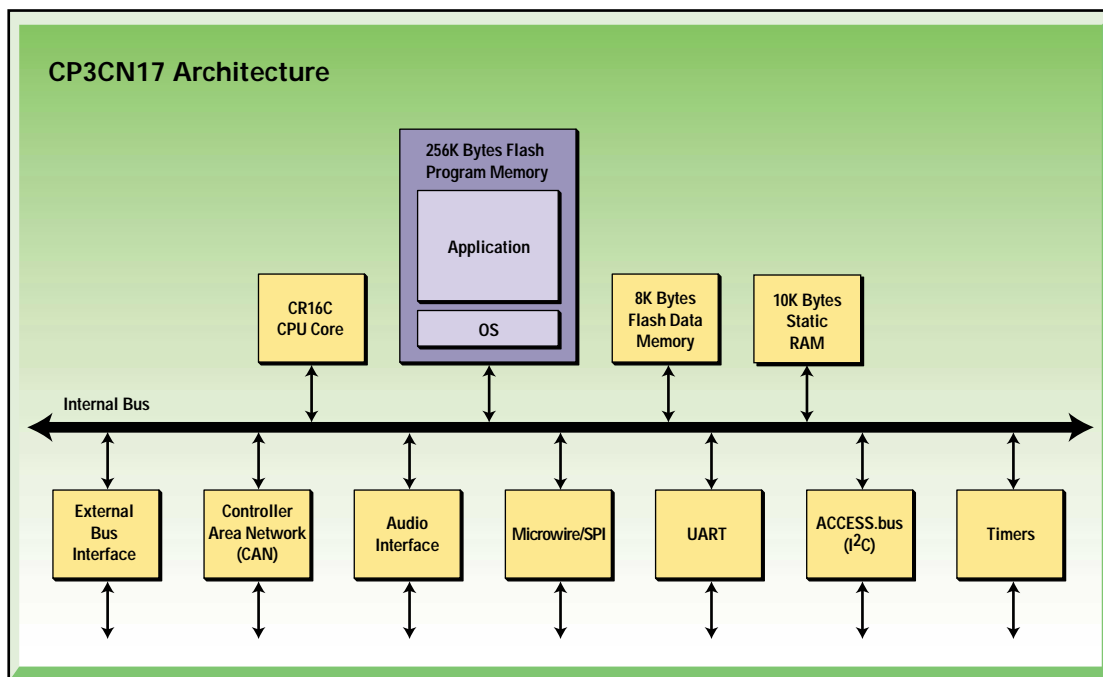 CP3CN17 Architecture
256K Bytes Flash
Program Memory
Application
OS
CR16C
CPU Core
8K Bytes
Flash Data
Memory
10K Bytes
Static
RAM
Internal Bus
External
Bus
Interface
Controller
Area Network
(CAN)
Audio
Interface
Microwire/SPI
UART
ACCESS.bus
(I²C)
Timers